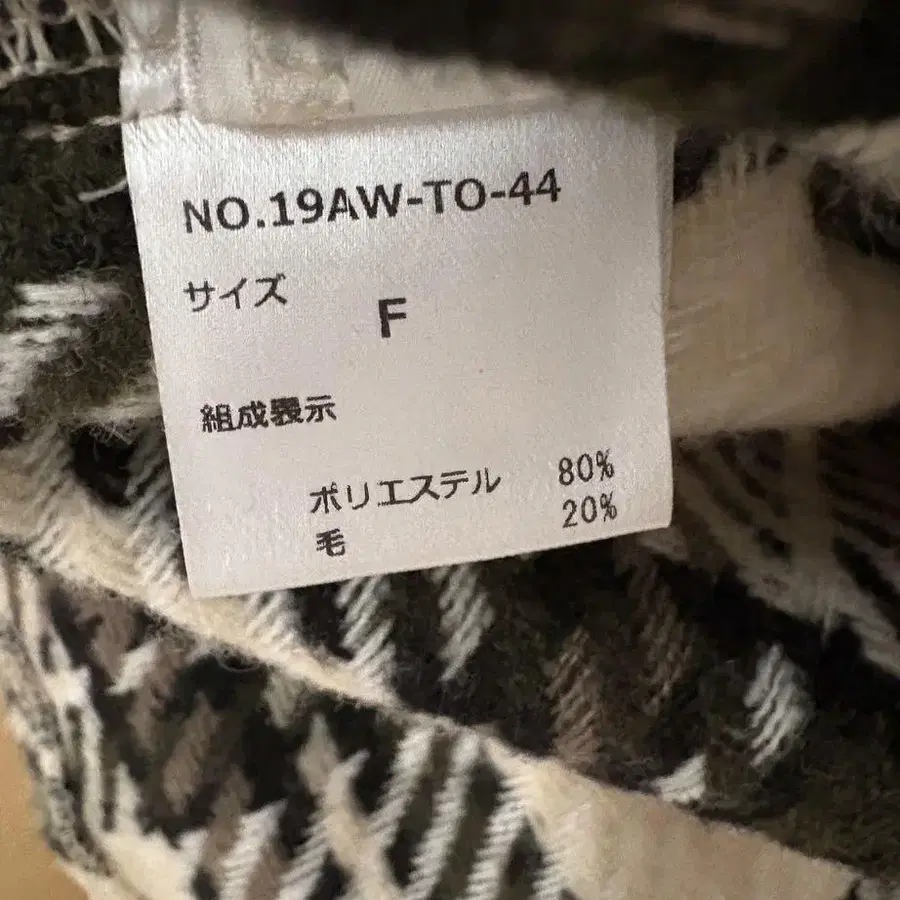 NO.19AW-TO-44
サイズ
F
組成表示
ポリエステル 80%
毛 20%